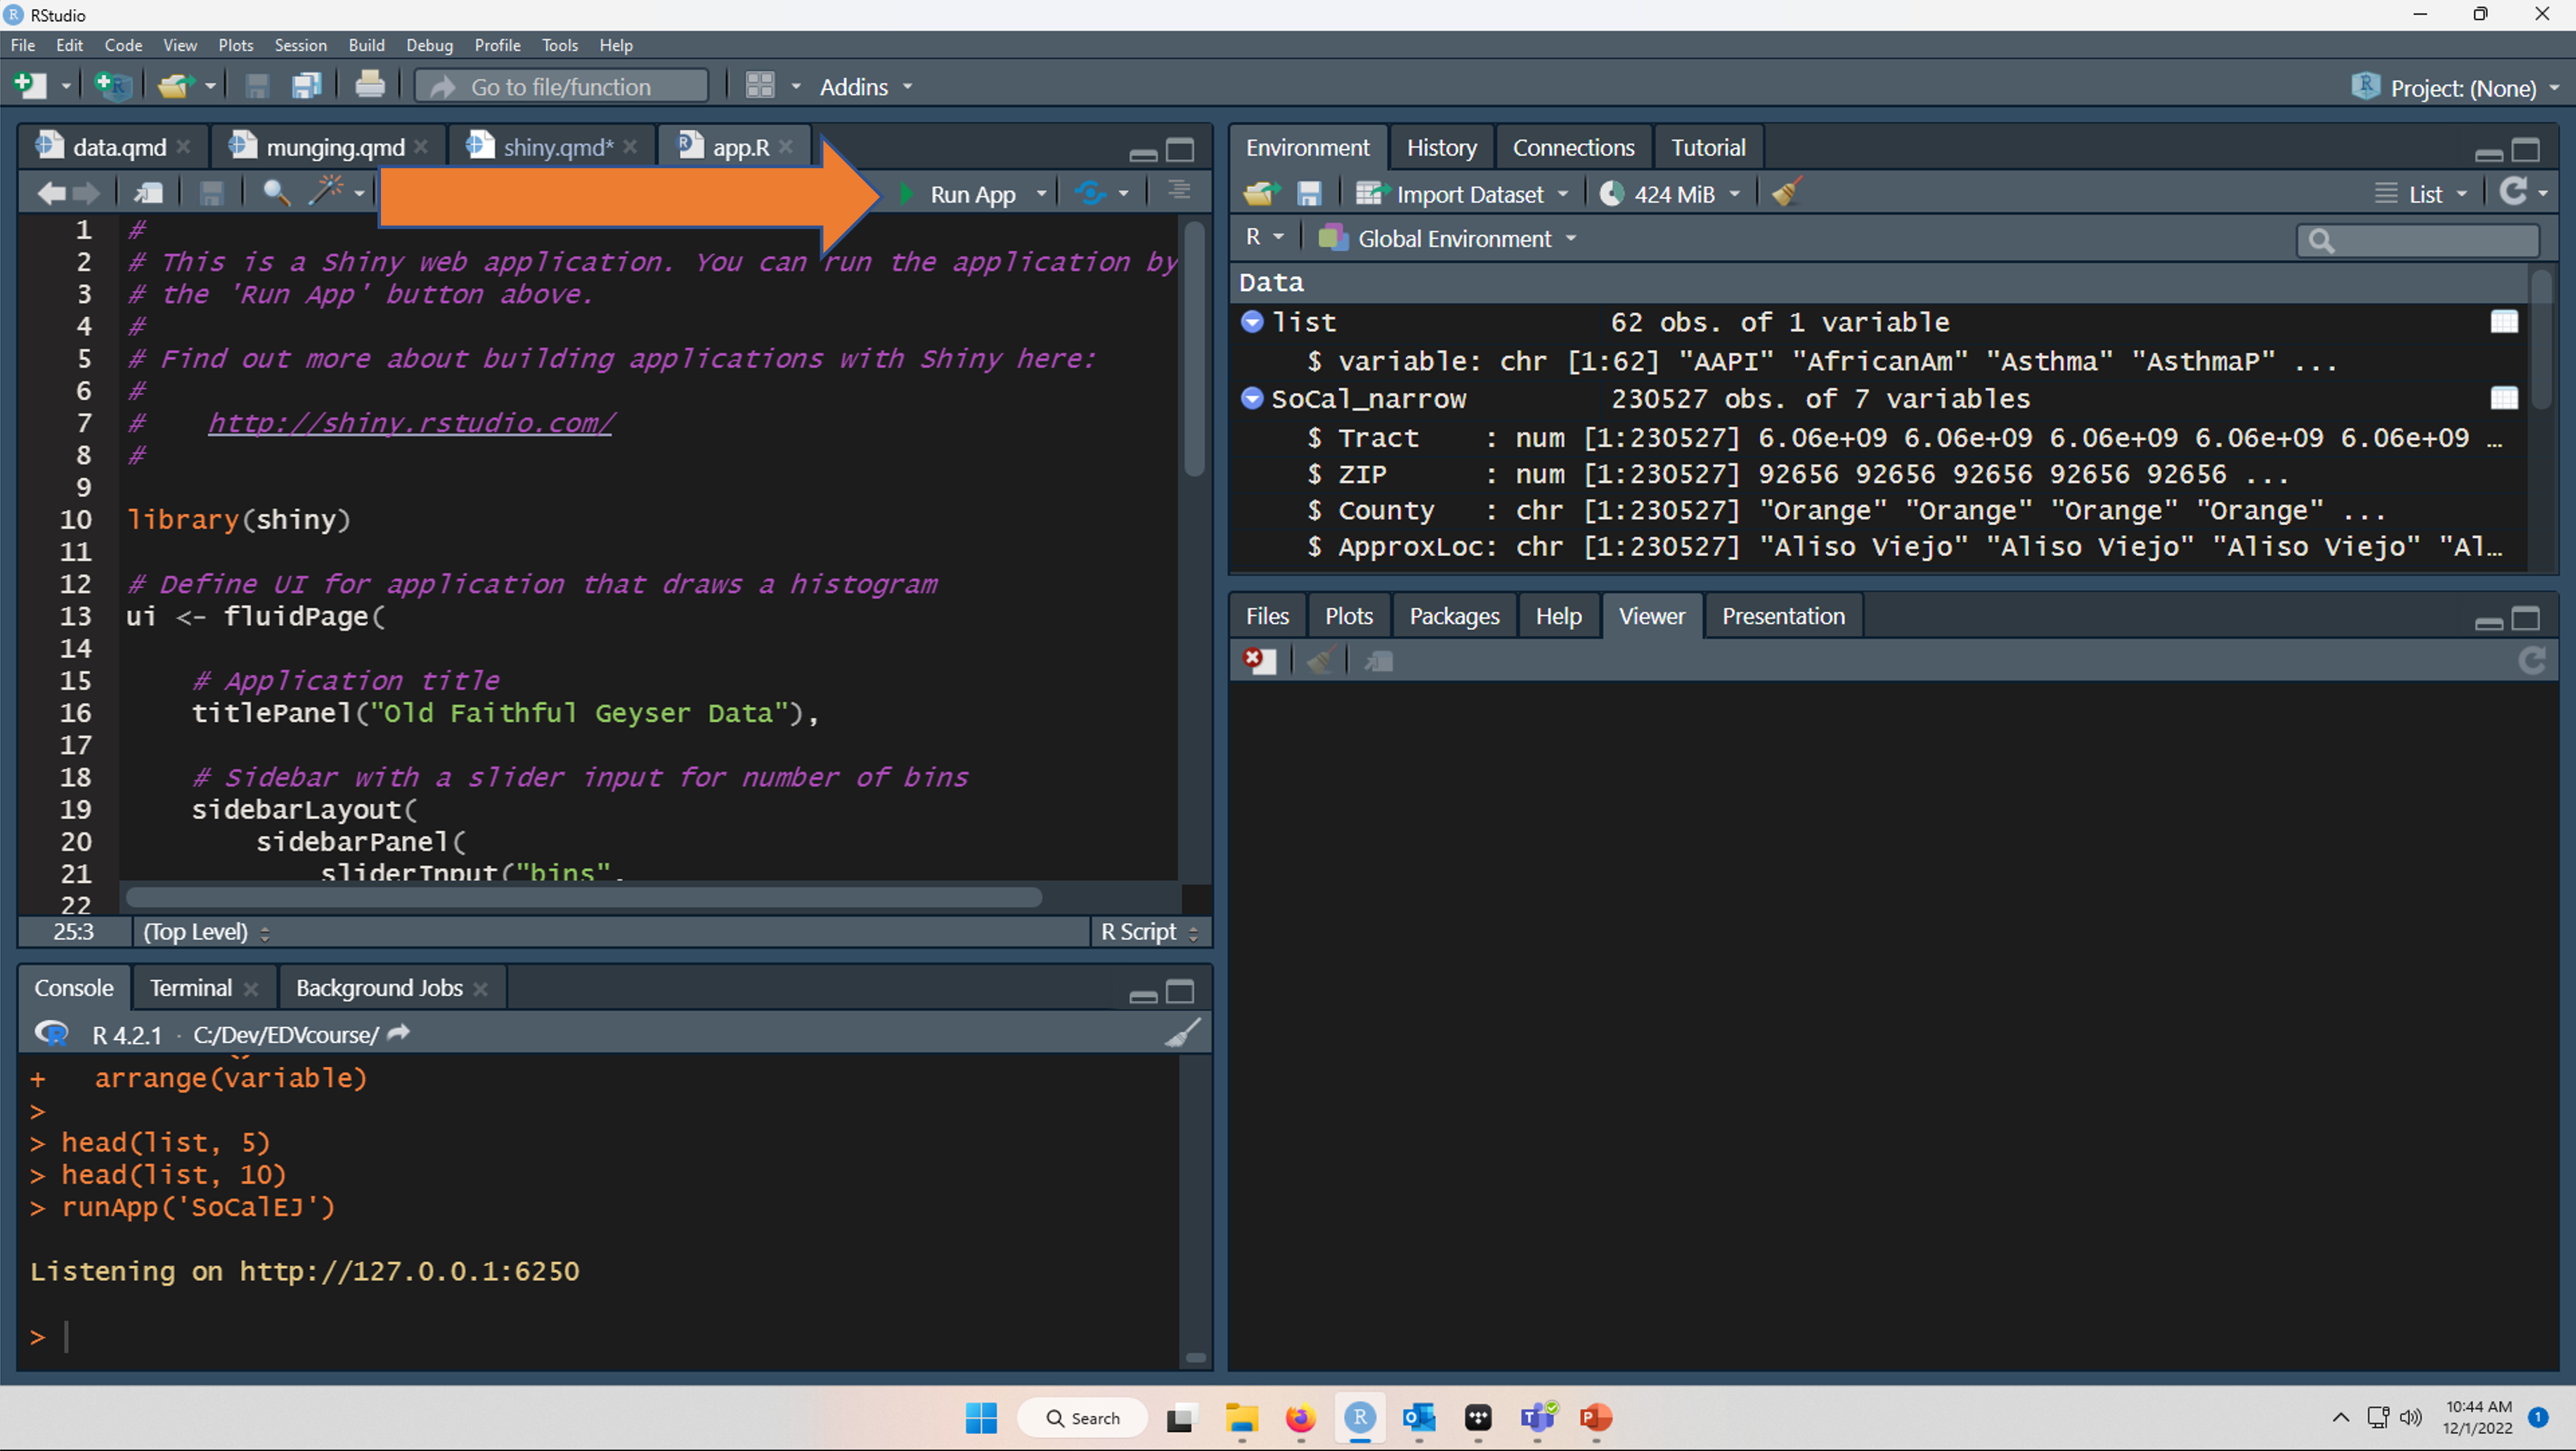 RStudio
File Edit Code View Plots Session Build Debug Profile Tools Help
Go to file/function Addins Project: (None)
data.qmd munging.qmd shiny.qmd* app.R
Run App
1 #
2 # This is a Shiny web application. You can run the application by
3 # the 'Run App' button above.
4 #
5 # Find out more about building applications with Shiny here:
6 #
7 #    http://shiny.rstudio.com/
8 #
9
10 library(shiny)
11
12 # Define UI for application that draws a histogram
13 ui <- fluidPage(
14
15     # Application title
16     titlePanel("Old Faithful Geyser Data"),
17
18     # Sidebar with a slider input for number of bins
19     sidebarLayout(
20         sidebarPanel(
21             sliderInput("bins",
22
25:3 (Top Level) R Script
Console Terminal Background Jobs
R 4.2.1 · C:/Dev/EDVcourse/
+   arrange(variable)
>
> head(list, 5)
> head(list, 10)
> runApp('SoCalEJ')
Listening on http://127.0.0.1:6250
>
Environment History Connections Tutorial
Import Dataset 424 MiB List
R Global Environment
Data
list 62 obs. of 1 variable
$ variable: chr [1:62] "AAPI" "AfricanAm" "Asthma" "AsthmaP" ...
SoCal_narrow 230527 obs. of 7 variables
$ Tract    : num [1:230527] 6.06e+09 6.06e+09 6.06e+09 6.06e+09 6.06e+09 …
$ ZIP      : num [1:230527] 92656 92656 92656 92656 92656 ...
$ County   : chr [1:230527] "Orange" "Orange" "Orange" "Orange" ...
$ ApproxLoc: chr [1:230527] "Aliso Viejo" "Aliso Viejo" "Aliso Viejo" "Al…
Files Plots Packages Help Viewer Presentation
Search
10:44 AM
12/1/2022
1